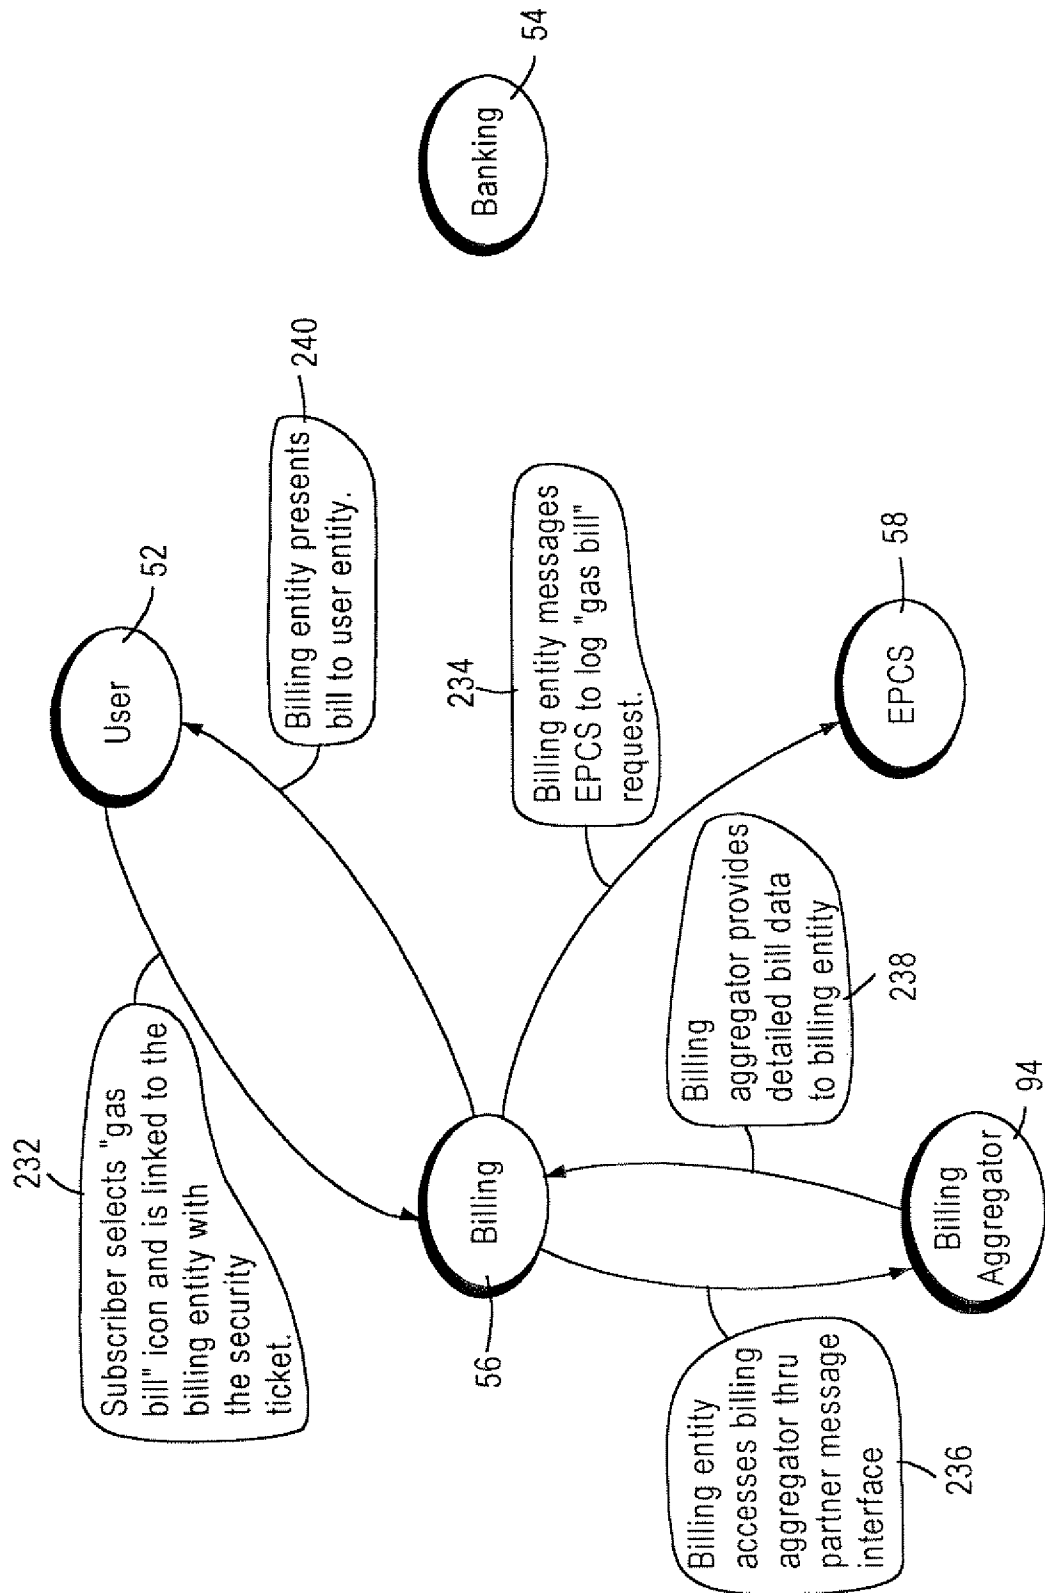 232
Subscriber selects "gas
bill" icon and is linked to the
billing entity with
the security
ticket.
User
52
Billing entity presents
bill to user entity.
240
56
Billing
234
Billing entity messages
EPCS to log "gas bill"
request.
Banking
54
Billing entity
accesses billing
aggregator thru
partner message
interface
236
Billing
aggregator provides
detailed bill data
to billing entity
238
Billing
Aggregator
94
EPCS
58